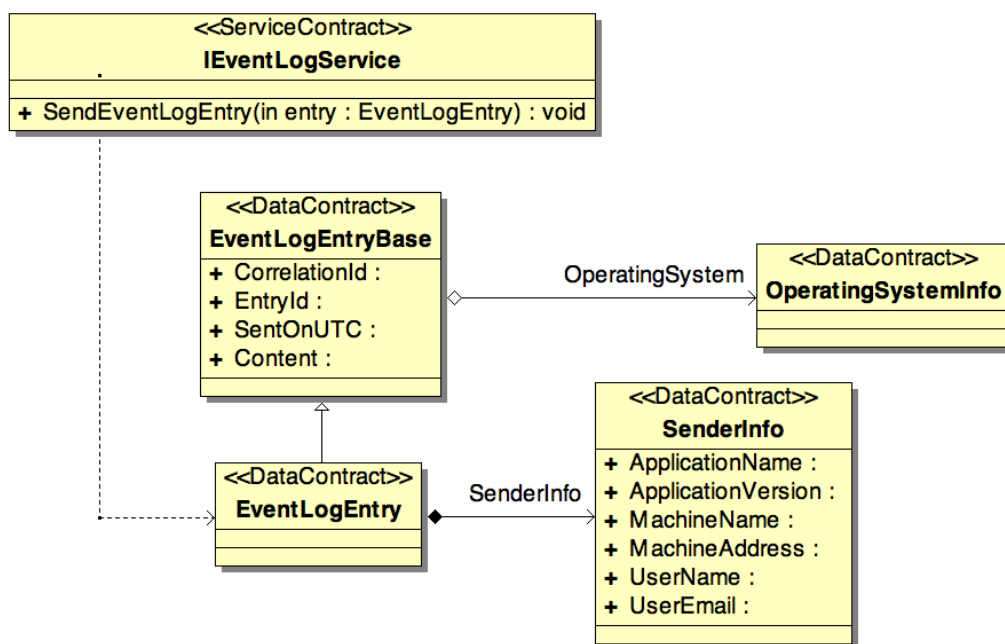 <<ServiceContract>>
IEventLogService
+ SendEventLogEntry(in entry : EventLogEntry) : void
<<DataContract>>
EventLogEntryBase
+ CorrelationId :
+ EntryId :
+ SentOnUTC :
+ Content :
OperatingSystem
<<DataContract>>
OperatingSystemInfo
<<DataContract>>
EventLogEntry
SenderInfo
<<DataContract>>
SenderInfo
+ ApplicationName :
+ ApplicationVersion :
+ MachineName :
+ MachineAddress :
+ UserName :
+ UserEmail :